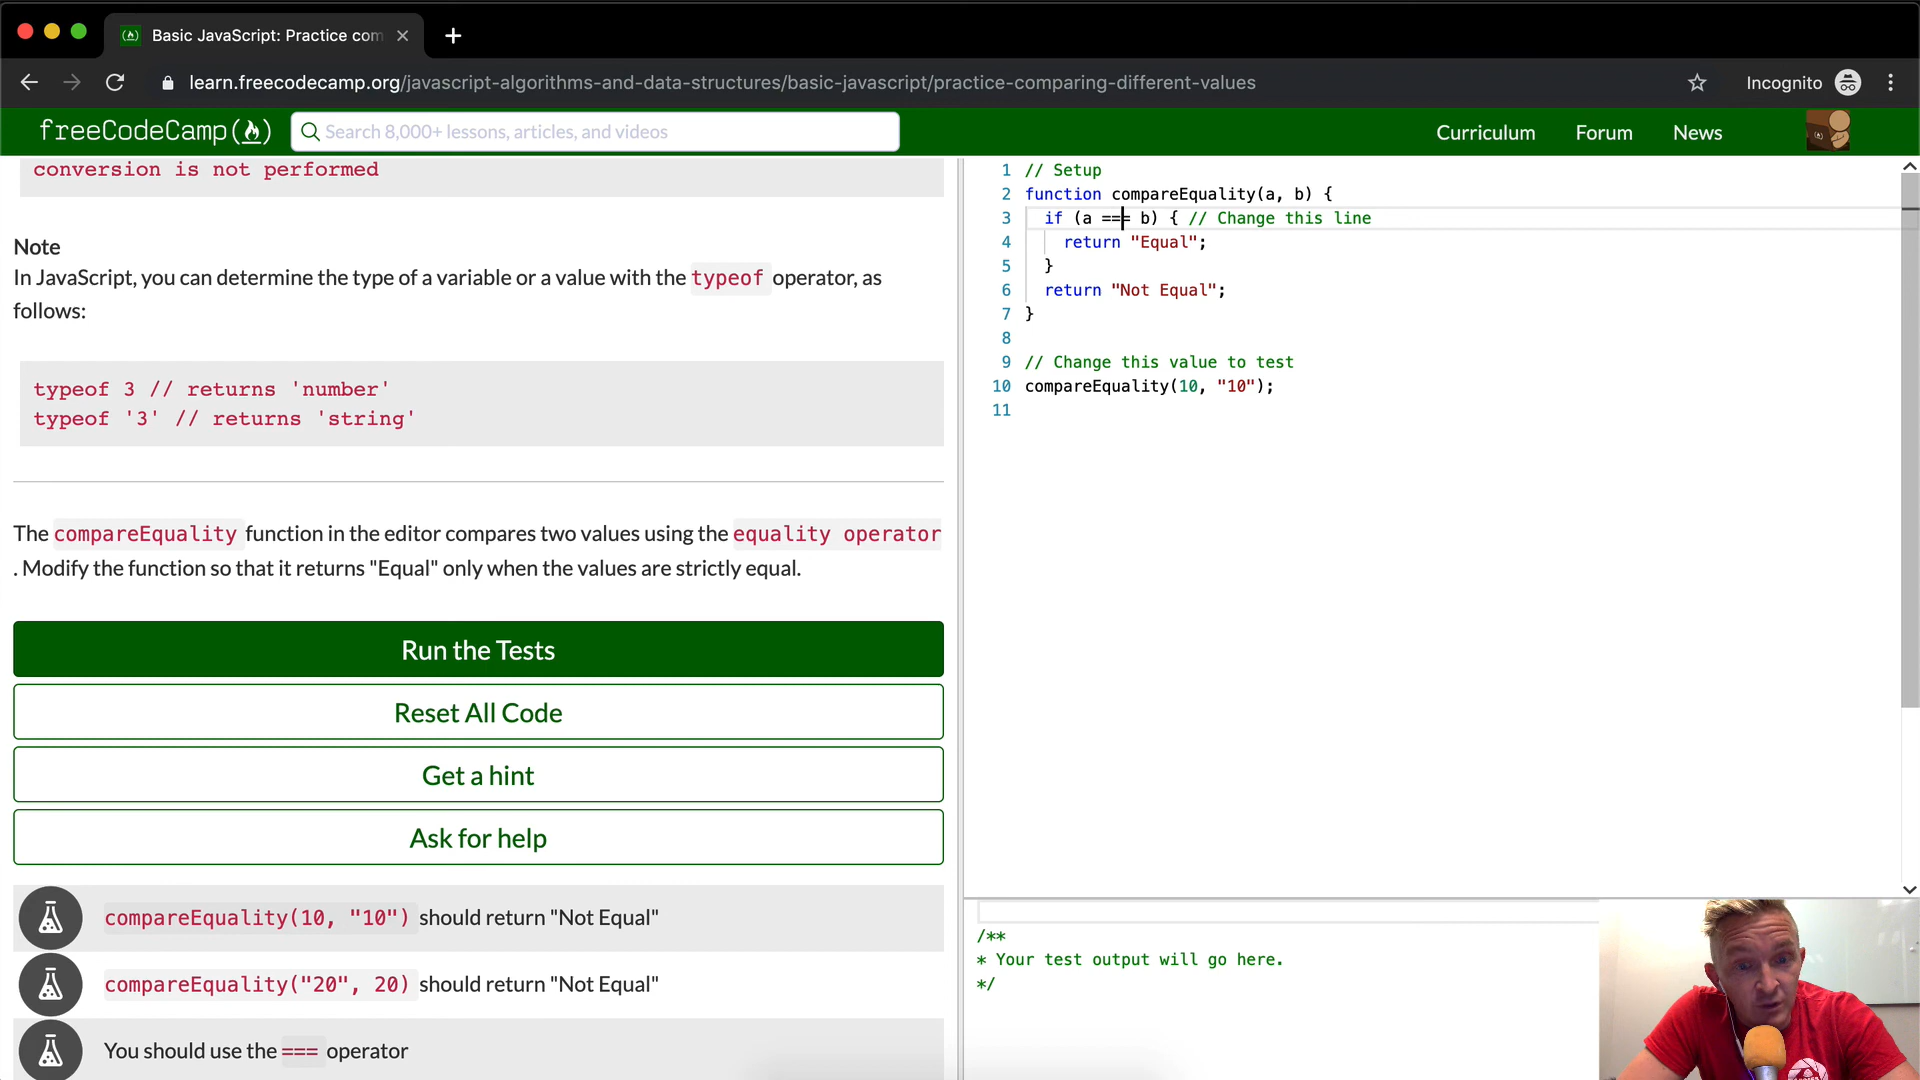 Basic JavaScript: Practice com
learn.freecodecamp.org/javascript-algorithms-and-data-structures/basic-javascript/practice-comparing-different-values
Incognito
freeCodeCamp
Search 8,000+ lessons, articles, and videos
Curriculum
Forum
News
conversion is not performed
Note
In JavaScript, you can determine the type of a variable or a value with the typeof operator, as
follows:
typeof 3 // returns 'number'
typeof '3' // returns 'string'
The compareEquality function in the editor compares two values using the equality operator
. Modify the function so that it returns "Equal" only when the values are strictly equal.
Run the Tests
Reset All Code
Get a hint
Ask for help
compareEquality(10, "10") should return "Not Equal"
compareEquality("20", 20) should return "Not Equal"
You should use the === operator
1 // Setup
2 function compareEquality(a, b) {
3 if (a === b) { // Change this line
4 return "Equal";
5 }
6 return "Not Equal";
7 }
8
9 // Change this value to test
10 compareEquality(10, "10");
11
/**
* Your test output will go here.
*/